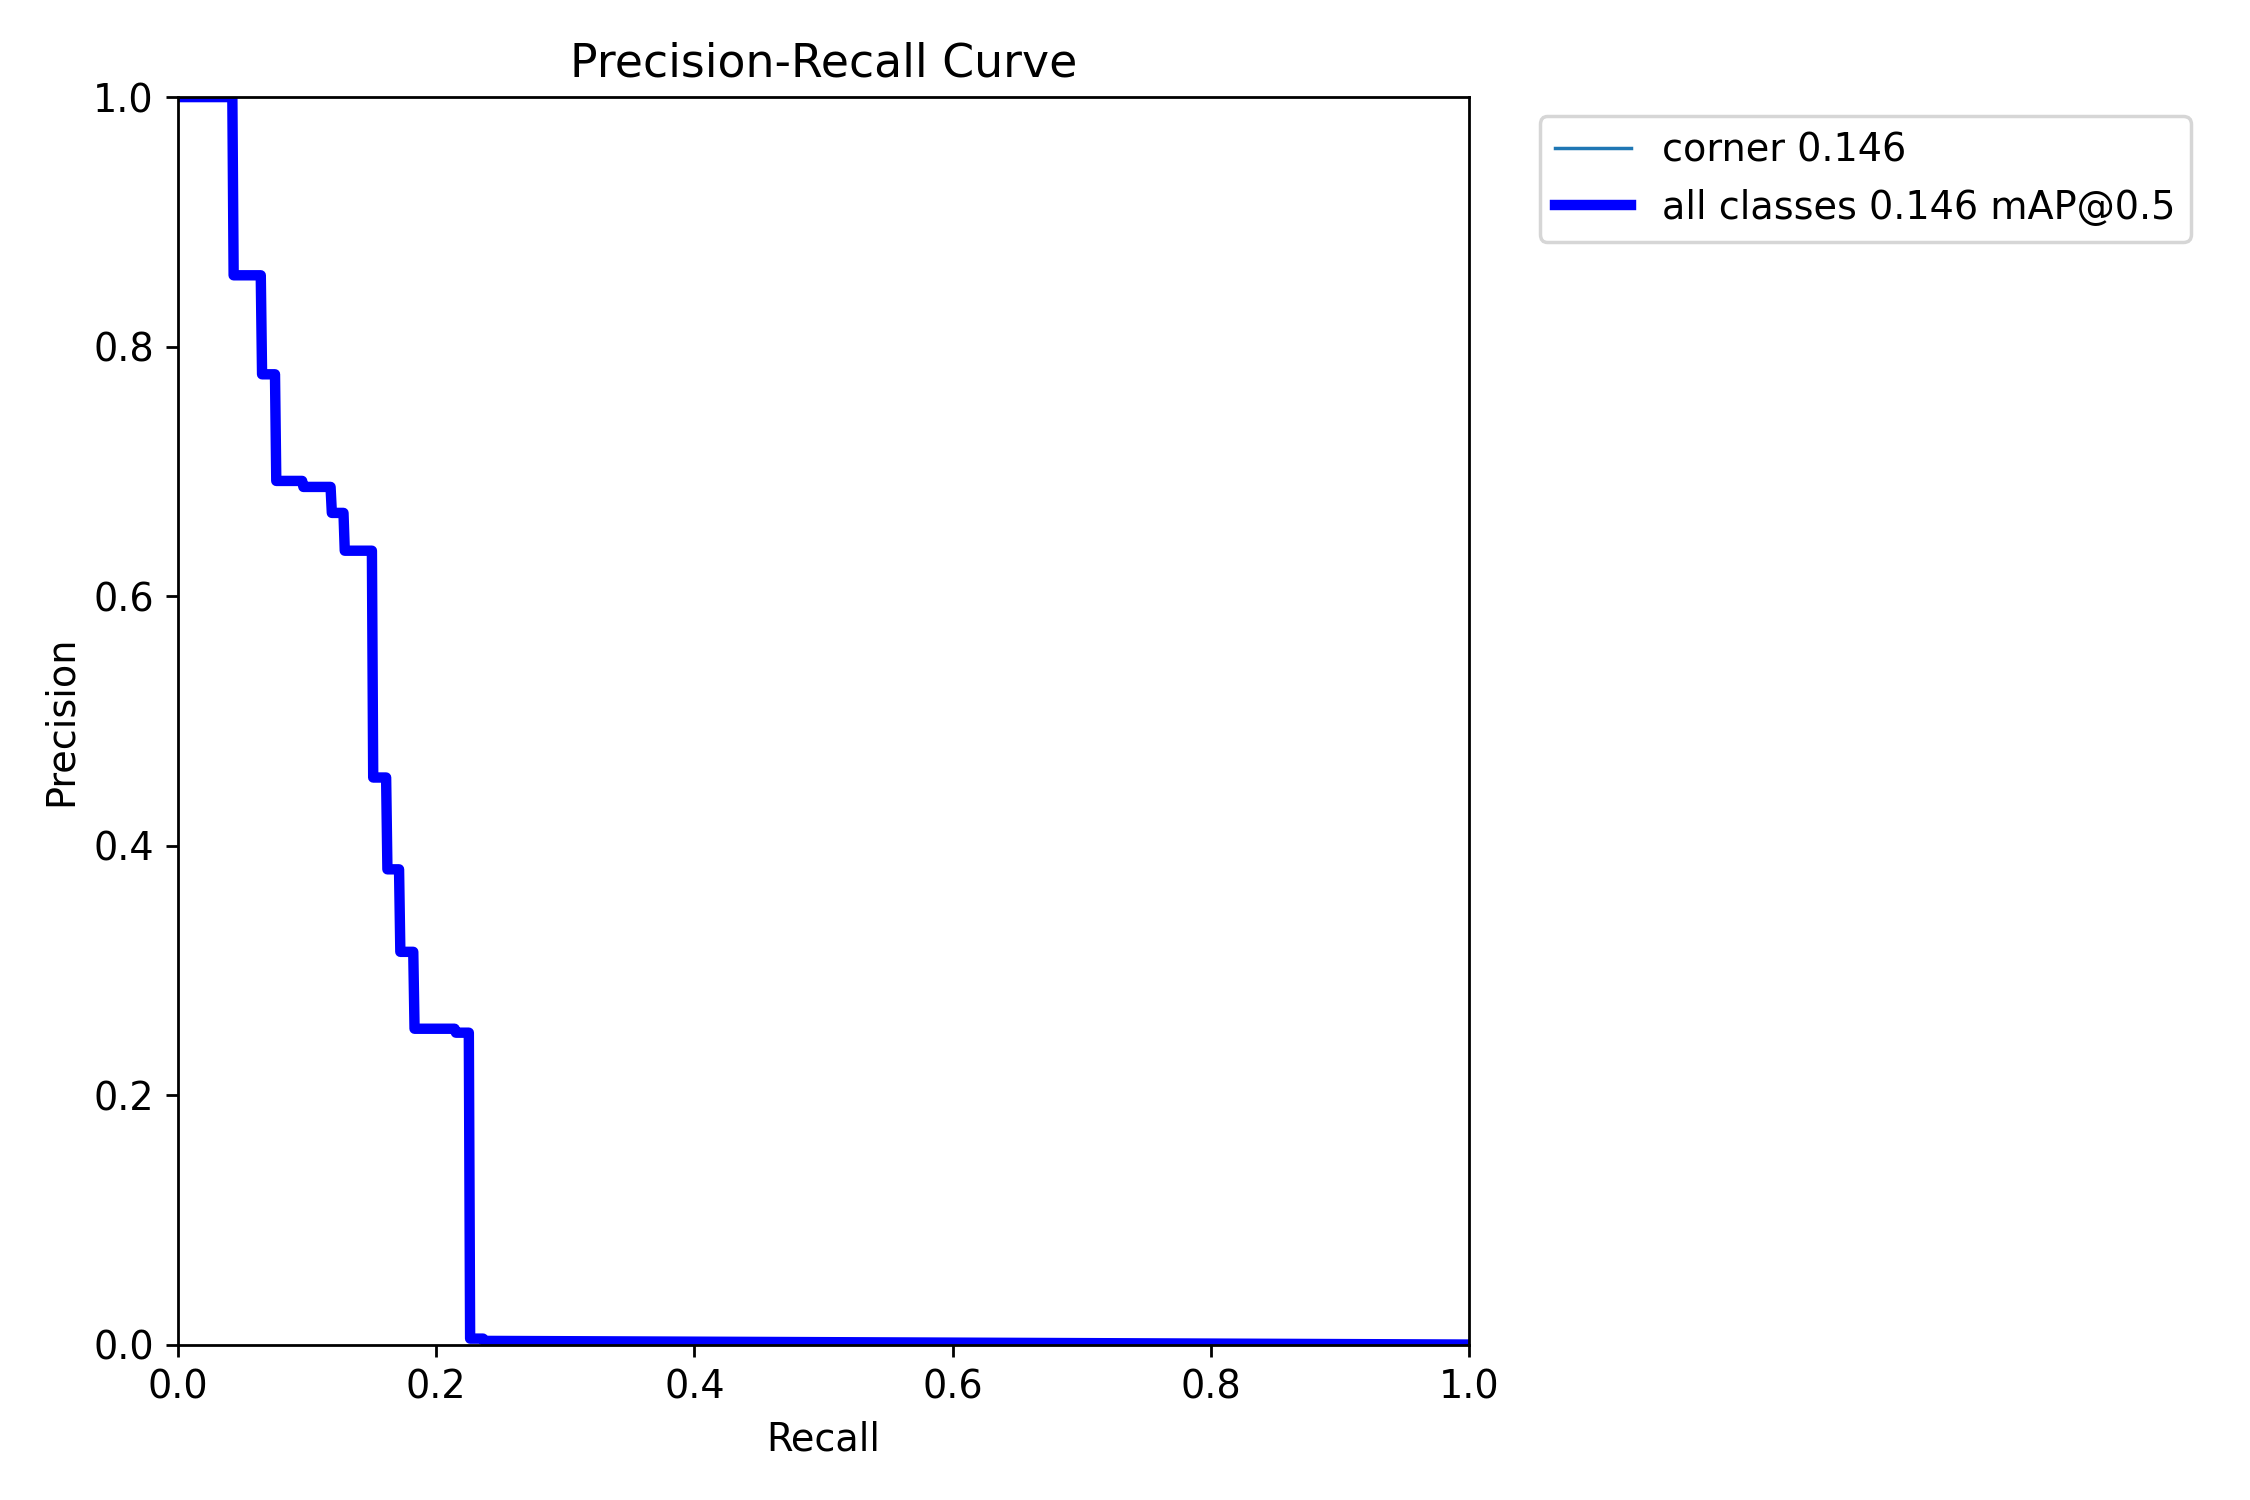 Precision-Recall Curve
corner 0.146
all classes 0.146 mAP@0.5
1.0
0.8
0.6
0.4
0.2
0.0
Precision
0.0 0.2 0.4 0.6 0.8 1.0
Recall